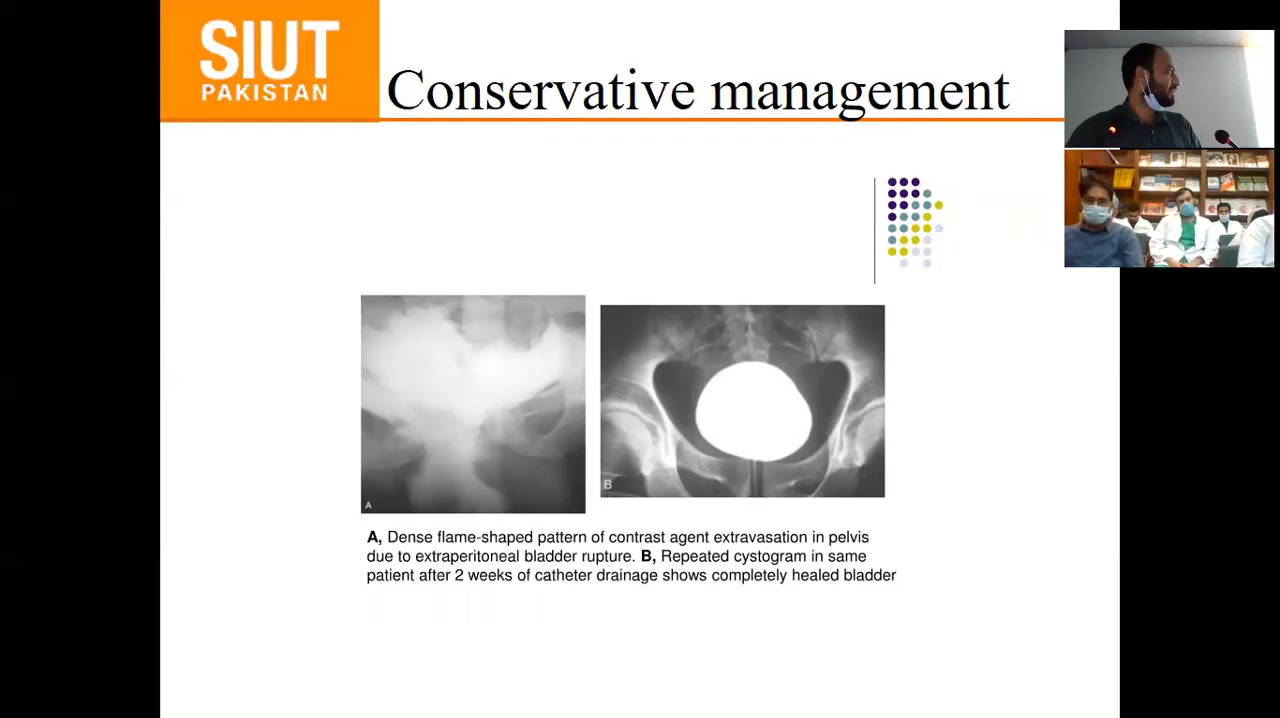 SIUT
PAKISTAN
Conservative management
A
B
A, Dense flame-shaped pattern of contrast agent extravasation in pelvis
due to extraperitoneal bladder rupture. B, Repeated cystogram in same
patient after 2 weeks of catheter drainage shows completely healed bladder